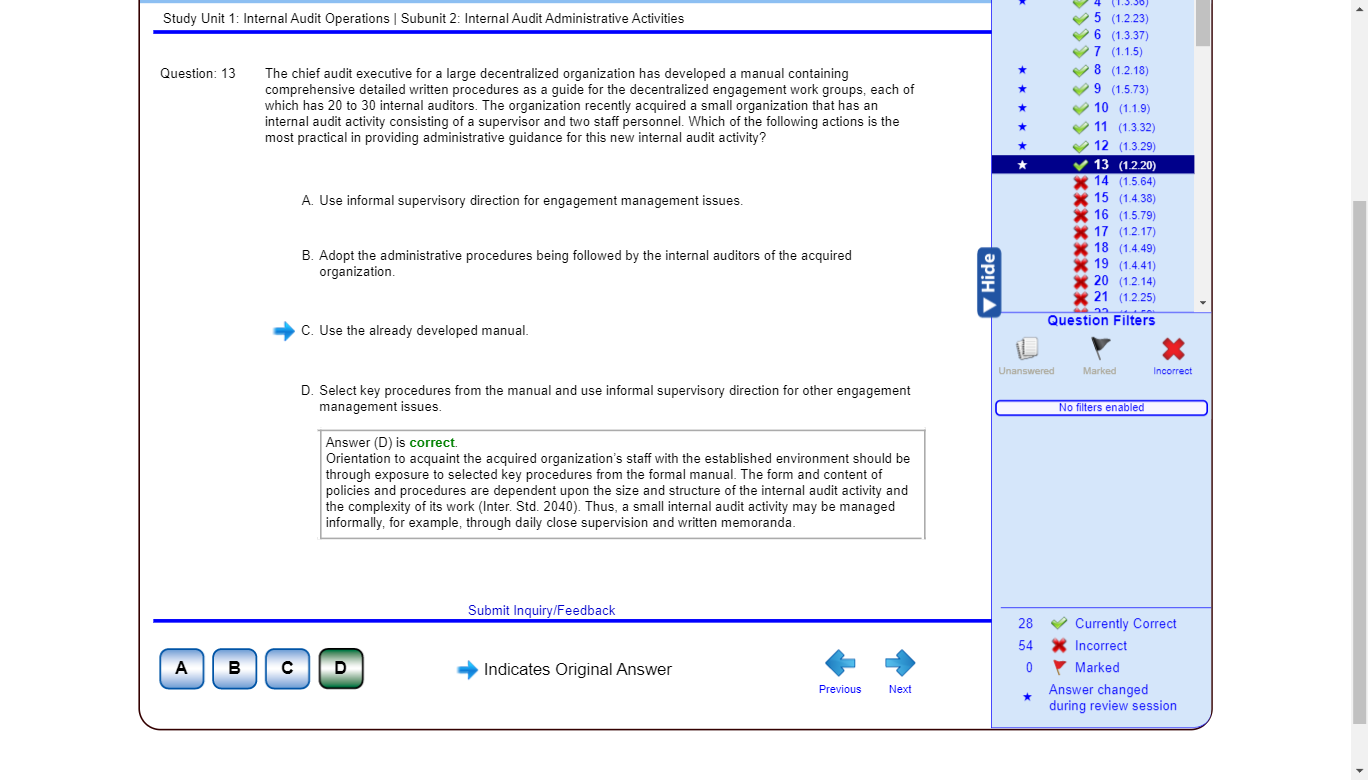 Study Unit 1: Internal Audit Operations | Subunit 2: Internal Audit Administrative Activities
Question: 13
The chief audit executive for a large decentralized organization has developed a manual containing
comprehensive detailed written procedures as a guide for the decentralized engagement work groups, each of
which has 20 to 30 internal auditors. The organization recently acquired a small organization that has an
internal audit activity consisting of a supervisor and two staff personnel. Which of the following actions is the
most practical in providing administrative guidance for this new internal audit activity?
A. Use informal supervisory direction for engagement management issues.
B. Adopt the administrative procedures being followed by the internal auditors of the acquired
organization.
C. Use the already developed manual.
D. Select key procedures from the manual and use informal supervisory direction for other engagement
management issues.
Answer (D) is correct.
Orientation to acquaint the acquired organization's staff with the established environment should be
through exposure to selected key procedures from the formal manual. The form and content of
policies and procedures are dependent upon the size and structure of the internal audit activity and
the complexity of its work (Inter. Std. 2040). Thus, a small internal audit activity may be managed
informally, for example, through daily close supervision and written memoranda.
Submit Inquiry/Feedback
A B C D
Indicates Original Answer
Previous
Next
4 (1.3.36)
5 (1.2.23)
6 (1.3.37)
7 (1.1.5)
8 (1.2.18)
9 (1.5.73)
10 (1.1.9)
11 (1.3.32)
12 (1.3.29)
13 (1.2.20)
14 (1.5.64)
15 (1.4.38)
16 (1.5.79)
17 (1.2.17)
18 (1.4.49)
19 (1.4.41)
20 (1.2.14)
21 (1.2.25)
Hide
Question Filters
Unanswered
Marked
Incorrect
No filters enabled
28 Currently Correct
54 Incorrect
0 Marked
Answer changed
during review session